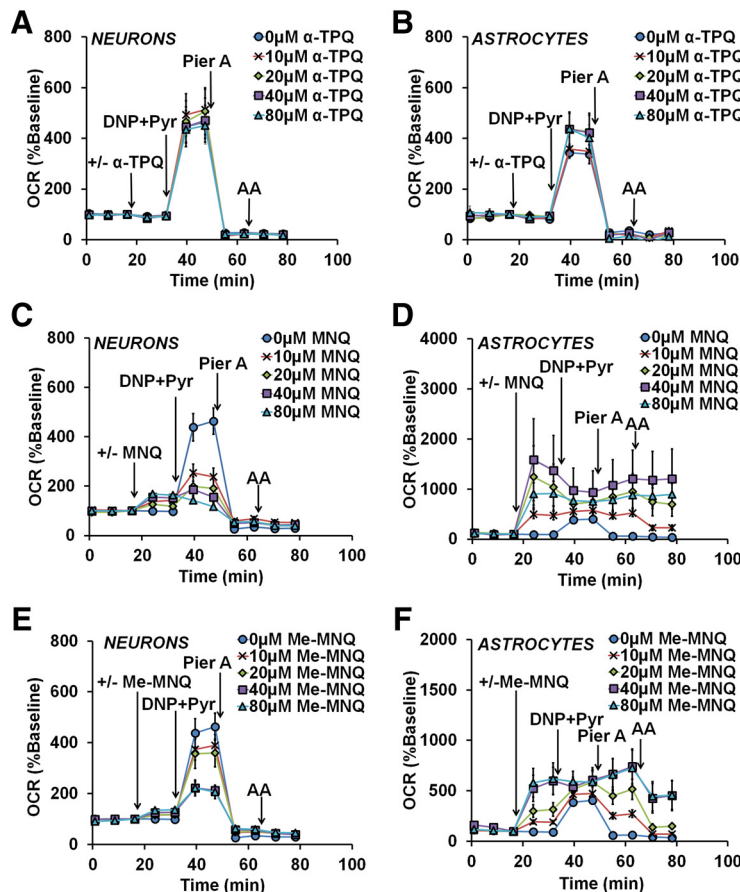 A
NEURONS
0µM α-TPQ
10µM α-TPQ
20µM α-TPQ
40µM α-TPQ
80µM α-TPQ
Pier A
DNP+Pyr
+/- α-TPQ
AA
OCR (%Baseline)
800
600
400
200
0
0 20 40 60 80 100
Time (min)
B
ASTROCYTES
0µM α-TPQ
10µM α-TPQ
20µM α-TPQ
40µM α-TPQ
80µM α-TPQ
Pier A
DNP+Pyr
+/- α-TPQ
AA
OCR (%Baseline)
800
600
400
200
0
0 20 40 60 80 100
Time (min)
C
NEURONS
0µM MNQ
10µM MNQ
20µM MNQ
40µM MNQ
80µM MNQ
Pier A
DNP+Pyr
+/- MNQ
AA
OCR (%Baseline)
800
600
400
200
0
0 20 40 60 80 100
Time (min)
D
ASTROCYTES
0µM MNQ
10µM MNQ
20µM MNQ
40µM MNQ
80µM MNQ
DNP+Pyr
+/- MNQ
Pier A
AA
OCR (%Baseline)
4000
3000
2000
1000
0
0 20 40 60 80 100
Time (min)
E
NEURONS
0µM Me-MNQ
10µM Me-MNQ
20µM Me-MNQ
40µM Me-MNQ
80µM Me-MNQ
Pier A
+/- Me-MNQ
DNP+Pyr
AA
OCR (%Baseline)
800
600
400
200
0
0 20 40 60 80 100
Time (min)
F
ASTROCYTES
0µM Me-MNQ
10µM Me-MNQ
20µM Me-MNQ
40µM Me-MNQ
80µM Me-MNQ
+/-Me-MNQ
DNP+Pyr
Pier A
AA
OCR (%Baseline)
2000
1500
1000
500
0
0 20 40 60 80 100
Time (min)